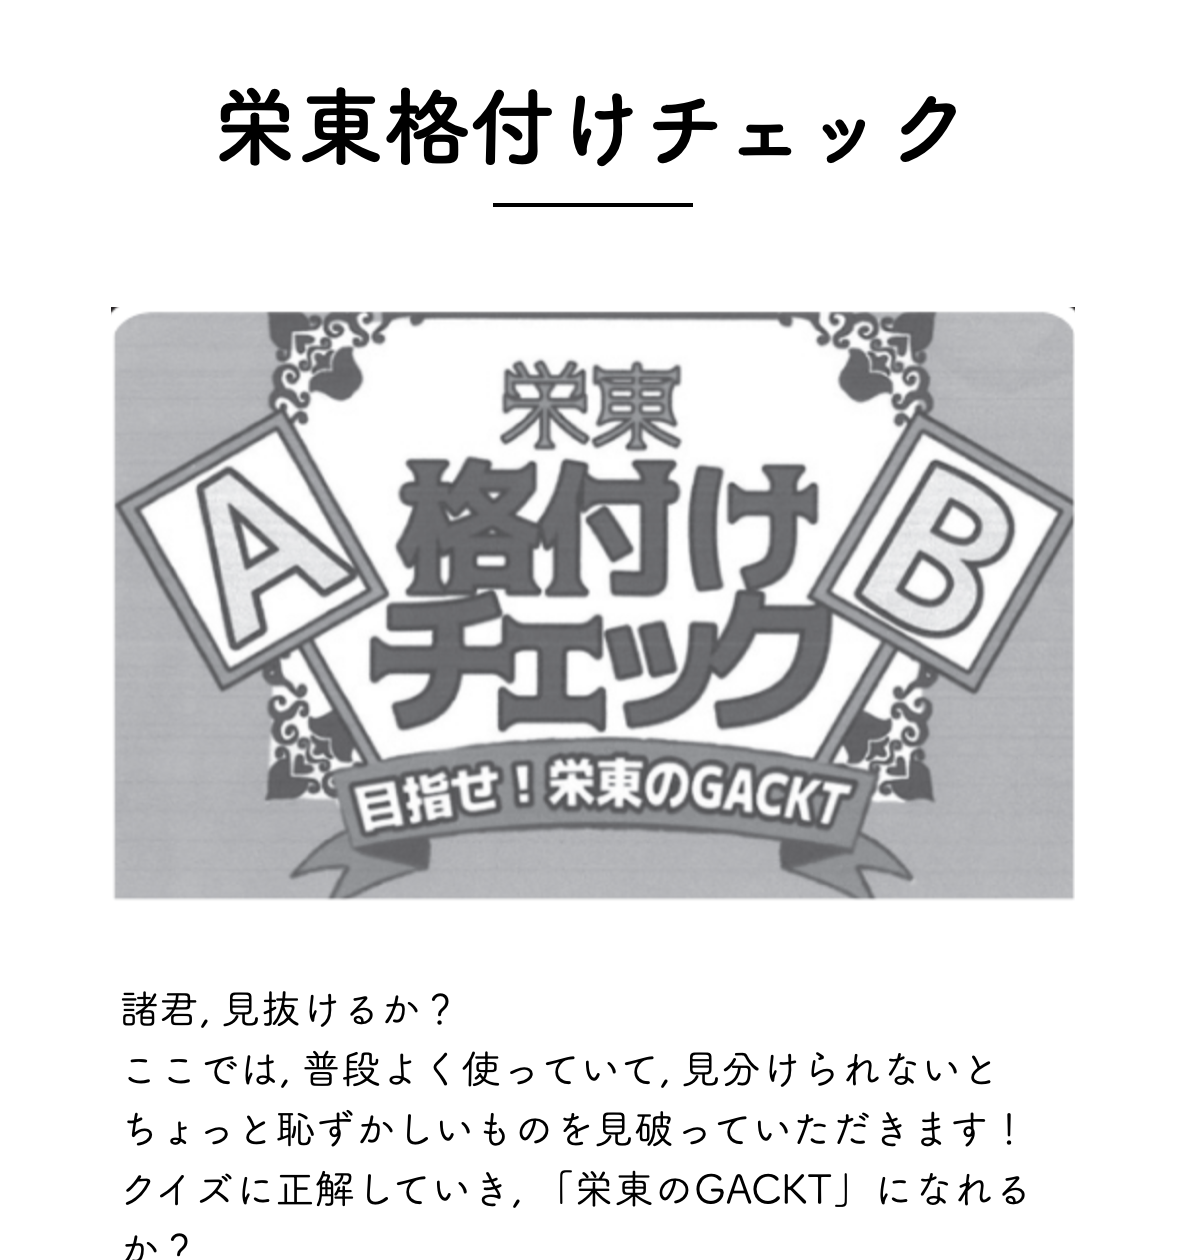 栄東格付けチェック
栄東
格付け
チェック
A
B
目指せ！栄東のGACKT
諸君, 見抜けるか？
ここでは, 普段よく使っていて, 見分けられないと
ちょっと恥ずかしいものを見破っていただきます！
クイズに正解していき, 「栄東のGACKT」になれる
か？